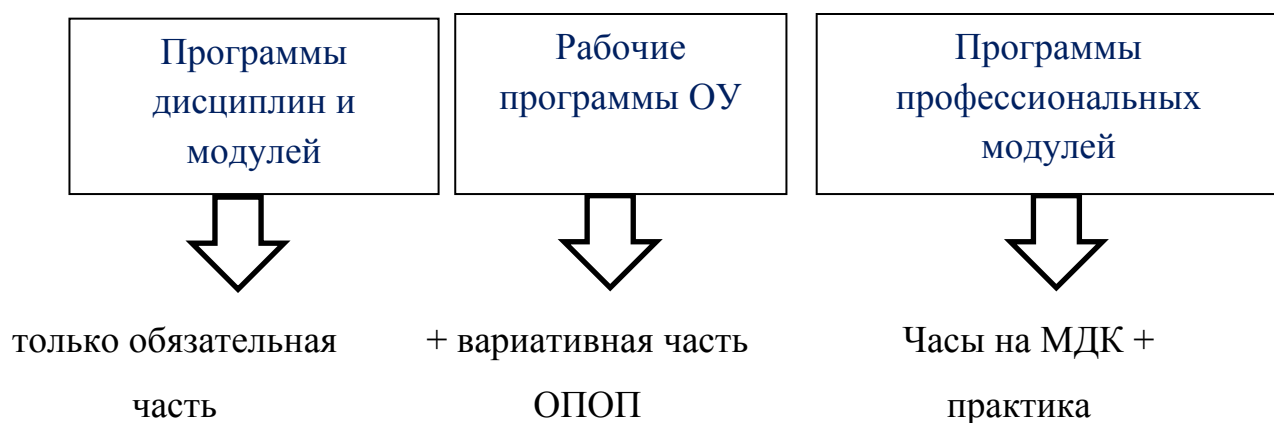 Программы
дисциплин и
модулей
Рабочие
программы ОУ
Программы
профессиональных
модулей
только обязательная
часть
+ вариативная часть
ОПОП
Часы на МДК +
практика